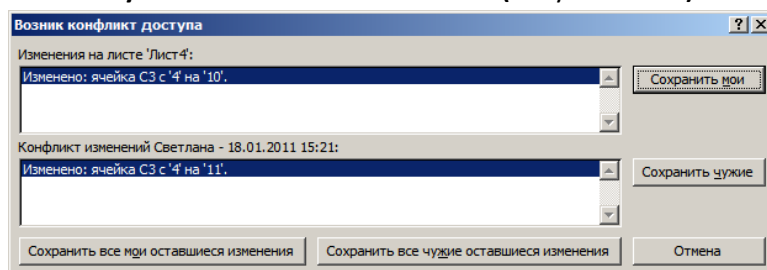 Возник конфликт доступа
Изменения на листе 'Лист4':
Изменено: ячейка C3 с '4' на '10'.
Сохранить мои
Конфликт изменений Светлана - 18.01.2011 15:21:
Изменено: ячейка C3 с '4' на '11'.
Сохранить чужие
Сохранить все мои оставшиеся изменения Сохранить все чужие оставшиеся изменения Отмена